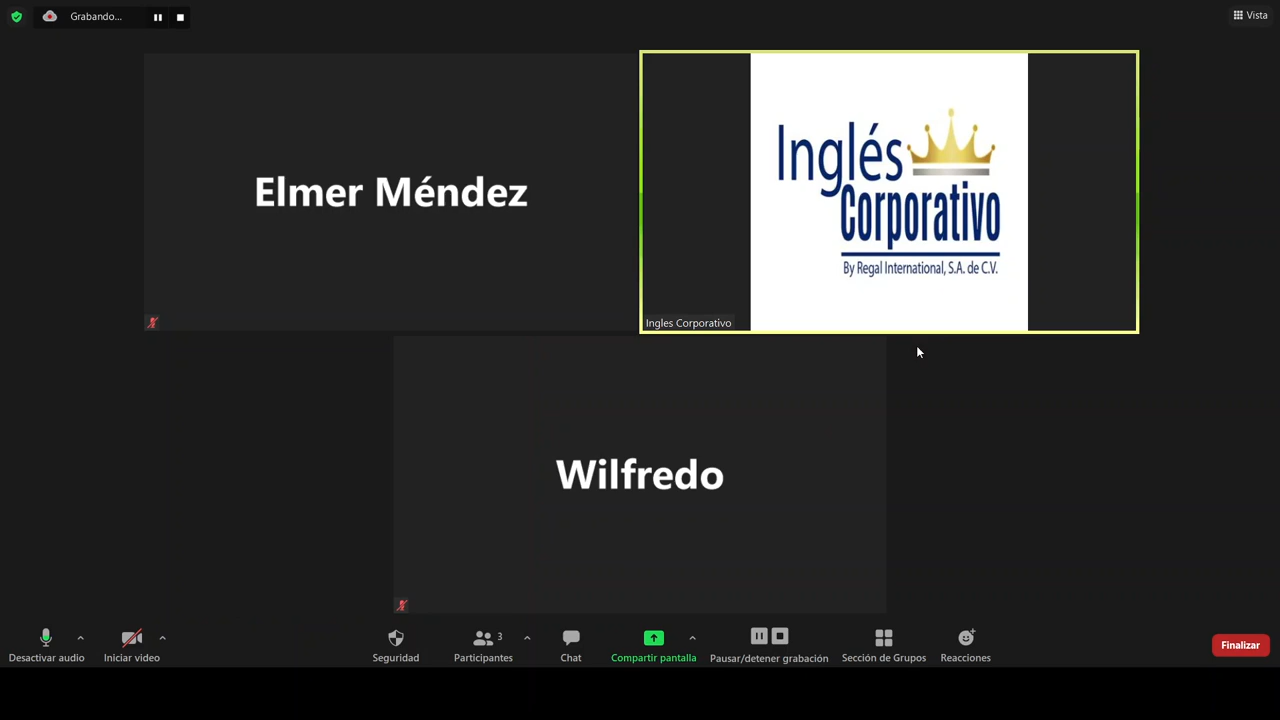 Grabando...
Vista
Elmer Méndez
Inglés
Corporativo
By Regal International, S.A. de C.V.
Ingles Corporativo
Wilfredo
Desactivar audio
Iniciar video
Seguridad
Participantes
3
Chat
Compartir pantalla
Pausar/detener grabación
Sección de Grupos
Reacciones
Finalizar